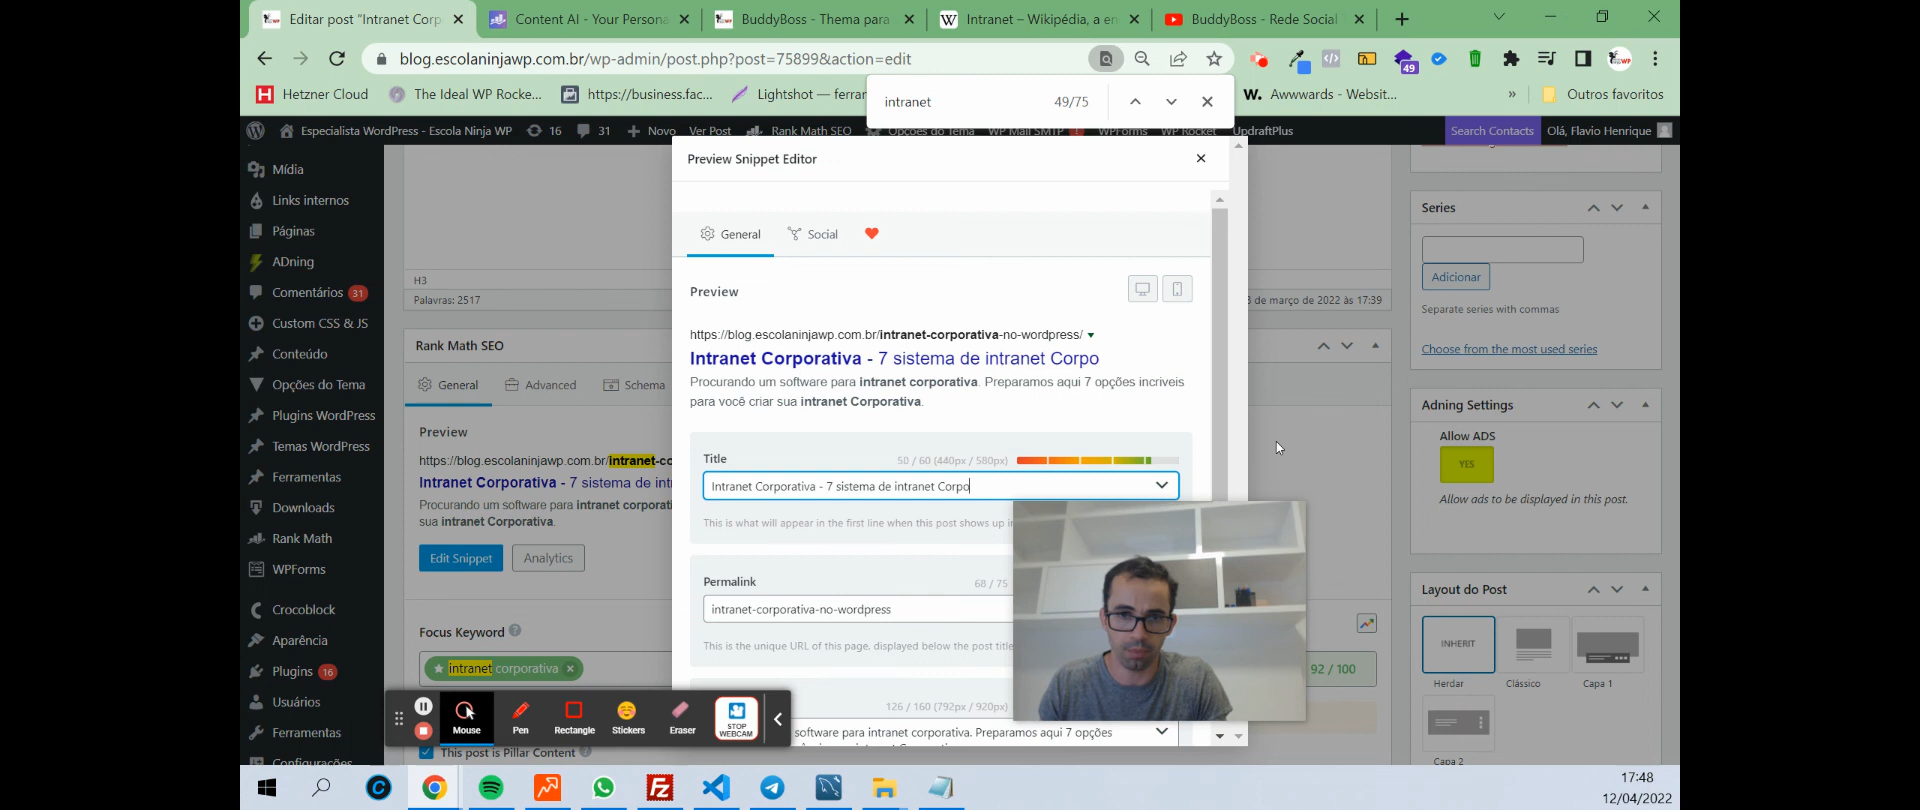 Editar post "Intranet Corp
Content AI - Your Persona
BuddyBoss - Thema para
Intranet – Wikipédia, a en
BuddyBoss - Rede Social T
blog.escolaninjawp.com.br/wp-admin/post.php?post=75899&action=edit
49
Hetzner Cloud
The Ideal WP Rocke...
https://business.fac...
Lightshot — ferrar
Awwwards - Websit...
»
Outros favoritos
intranet
49/75
Especialista WordPress - Escola Ninja WP
16
31
Novo
Ver Post
Rank Math SEO
Opções do Tema
WP Mail SMTP
WPForms
WP Rocket
UpdraftPlus
Search Contacts
Olá, Flavio Henrique
Mídia
Links internos
Páginas
ADning
Comentários 31
Custom CSS & JS
Conteúdo
Opções do Tema
Plugins WordPress
Temas WordPress
Ferramentas
Downloads
Rank Math
WPForms
Crocoblock
Aparência
Plugins 16
Usuários
Ferramentas
Configurações
H3
Palavras: 2517
de março de 2022 às 17:39
Rank Math SEO
General
Advanced
Schema
Preview
https://blog.escolaninjawp.com.br/intranet-co
Intranet Corporativa - 7 sistema de int
Procurando um software para intranet corporati
sua intranet Corporativa.
Edit Snippet
Analytics
Focus Keyword
intranet corporativa
92 / 100
This post is Pillar Content
Preview Snippet Editor
General
Social
Preview
https://blog.escolaninjawp.com.br/intranet-corporativa-no-wordpress/
Intranet Corporativa - 7 sistema de intranet Corpo
Procurando um software para intranet corporativa. Preparamos aqui 7 opções incriveis
para você criar sua intranet Corporativa.
Title
50 / 60 (440px / 580px)
Intranet Corporativa - 7 sistema de intranet Corpo
This is what will appear in the first line when this post shows up i
Permalink
68 / 75
intranet-corporativa-no-wordpress
This is the unique URL of this page, displayed below the post title
126 / 160 (792px / 920px)
software para intranet corporativa. Preparamos aqui 7 opções
Mouse
Pen
Rectangle
Stickers
Eraser
STOP
WEBCAM
Series
Adicionar
Separate series with commas
Choose from the most used series
Adning Settings
Allow ADS
YES
Allow ads to be displayed in this post.
Layout do Post
INHERIT
Herdar
Clássico
Capa 1
Capa 2
17:48
12/04/2022